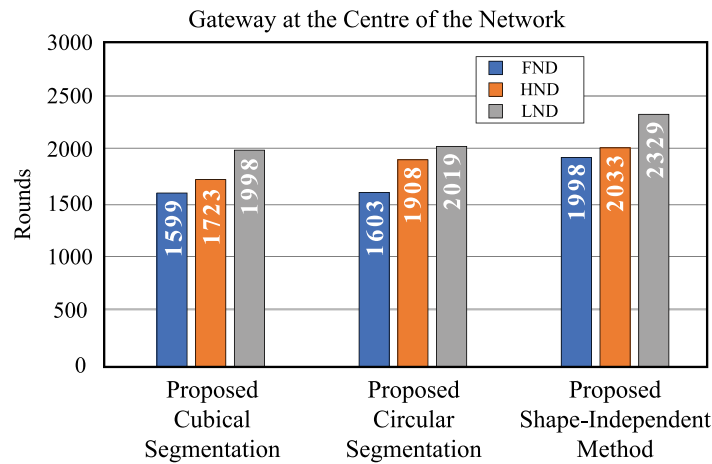 Gateway at the Centre of the Network
3000
2500
2000
1500
1000
500
0
Rounds
FND
HND
LND
1599
1723
1998
1603
1908
2019
1998
2033
2329
Proposed
Cubical
Segmentation
Proposed
Circular
Segmentation
Proposed
Shape-Independent
Method